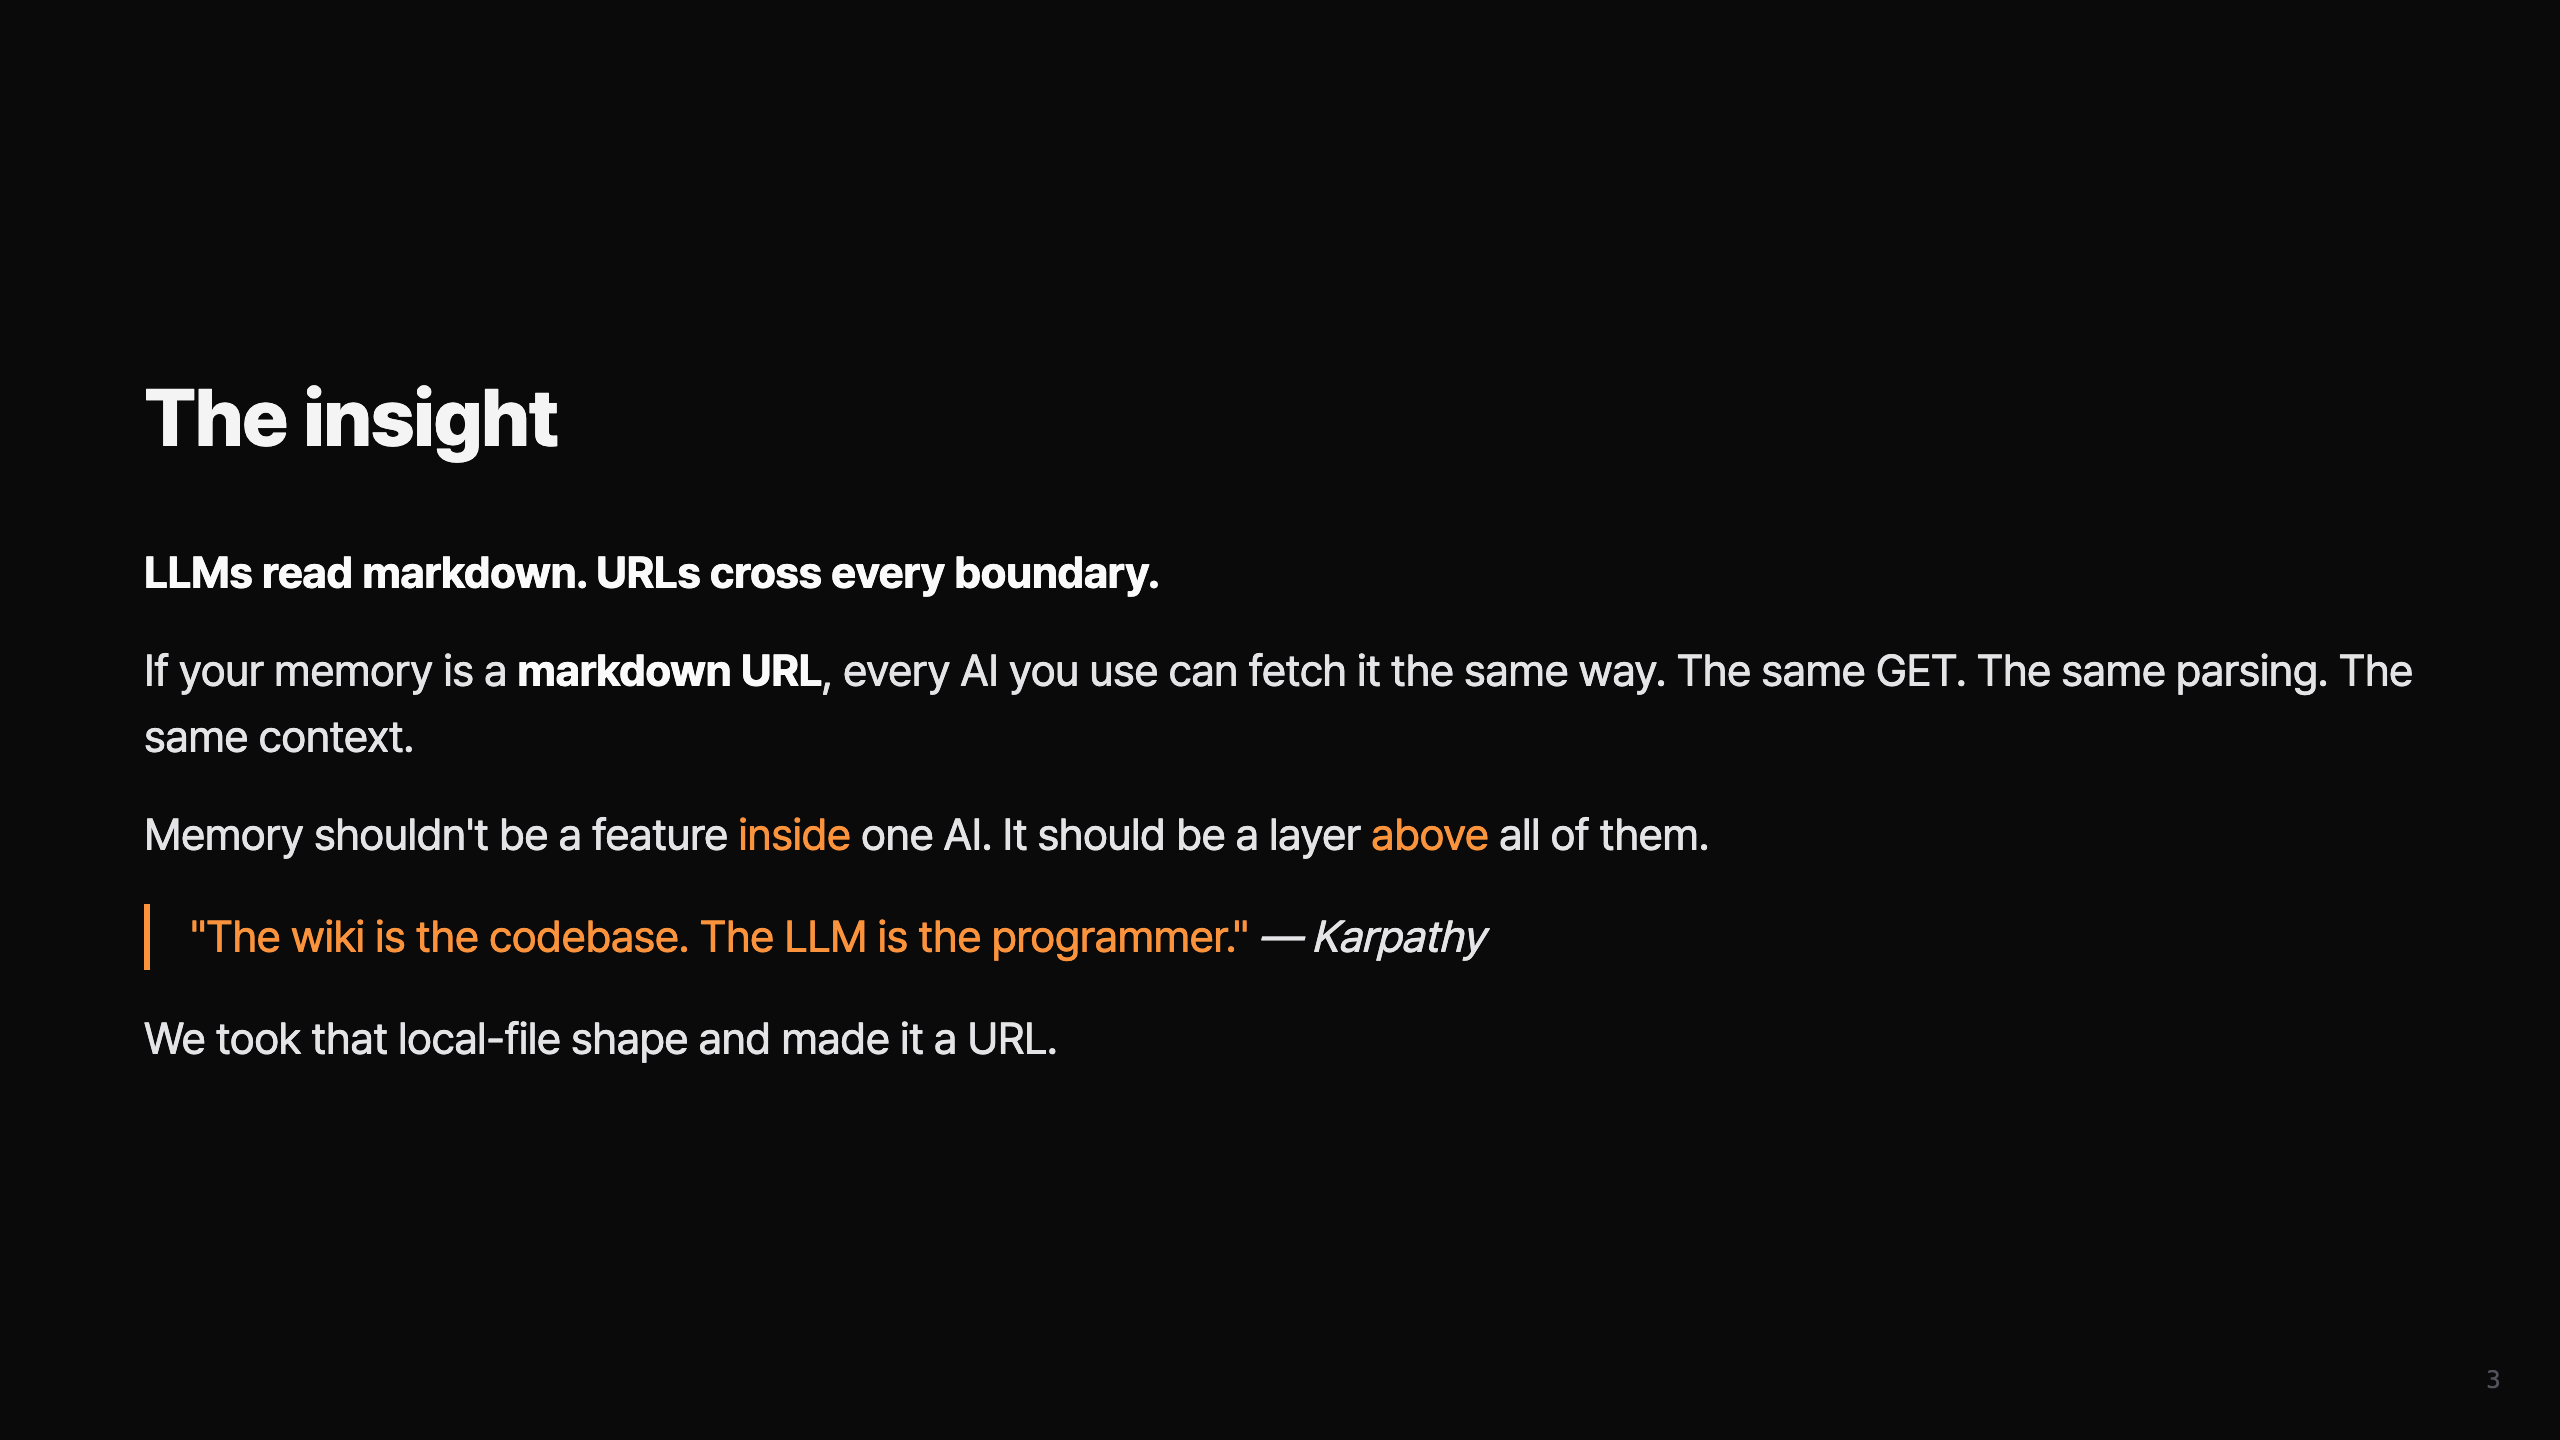 The insight
LLMs read markdown. URLs cross every boundary.
If your memory is a markdown URL, every AI you use can fetch it the same way. The same GET. The same parsing. The
same context.
Memory shouldn't be a feature inside one AI. It should be a layer above all of them.
"The wiki is the codebase. The LLM is the programmer." — Karpathy
We took that local-file shape and made it a URL.
3